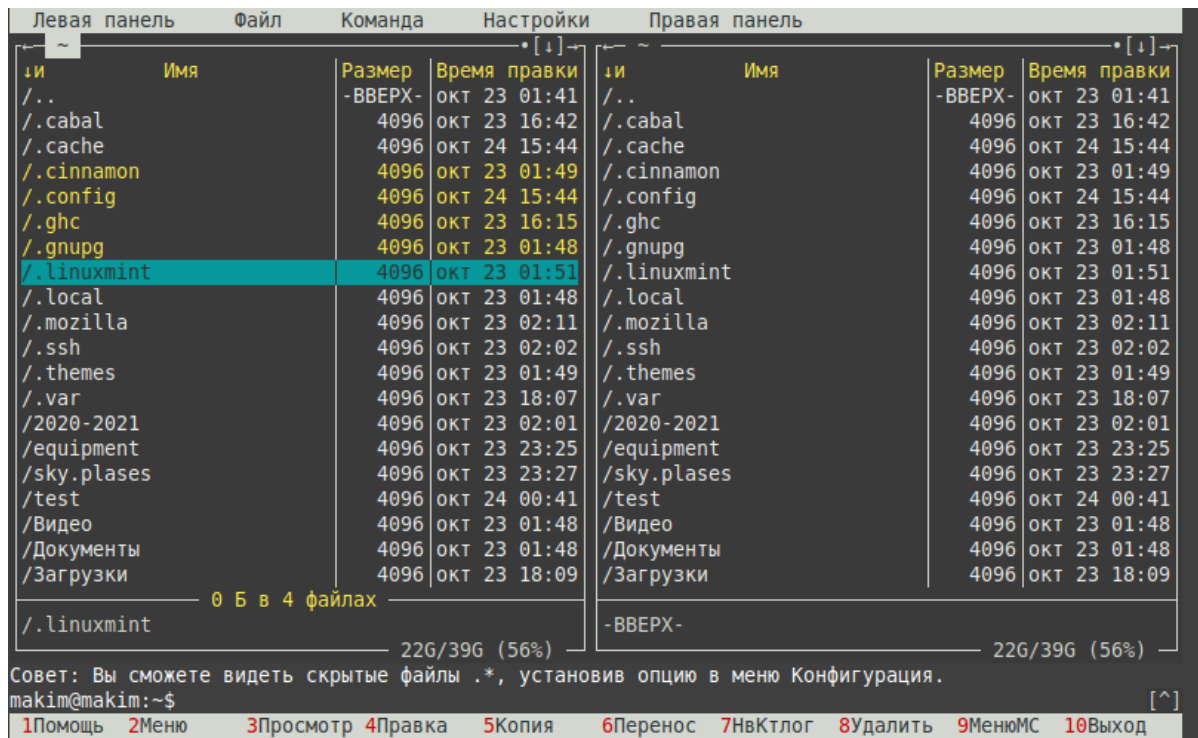 Левая панель Файл Команда Настройки Правая панель
~ •[↓] ~ •[↓]
↓и Имя Размер Время правки ↓и Имя Размер Время правки
/.. -ВВЕРХ- окт 23 01:41 /.. -ВВЕРХ- окт 23 01:41
/.cabal 4096 окт 23 16:42 /.cabal 4096 окт 23 16:42
/.cache 4096 окт 24 15:44 /.cache 4096 окт 24 15:44
/.cinnamon 4096 окт 23 01:49 /.cinnamon 4096 окт 23 01:49
/.config 4096 окт 24 15:44 /.config 4096 окт 24 15:44
/.ghc 4096 окт 23 16:15 /.ghc 4096 окт 23 16:15
/.gnupg 4096 окт 23 01:48 /.gnupg 4096 окт 23 01:48
/.linuxmint 4096 окт 23 01:51 /.linuxmint 4096 окт 23 01:51
/.local 4096 окт 23 01:48 /.local 4096 окт 23 01:48
/.mozilla 4096 окт 23 02:11 /.mozilla 4096 окт 23 02:11
/.ssh 4096 окт 23 02:02 /.ssh 4096 окт 23 02:02
/.themes 4096 окт 23 01:49 /.themes 4096 окт 23 01:49
/.var 4096 окт 23 18:07 /.var 4096 окт 23 18:07
/2020-2021 4096 окт 23 02:01 /2020-2021 4096 окт 23 02:01
/equipment 4096 окт 23 23:25 /equipment 4096 окт 23 23:25
/sky.plases 4096 окт 23 23:27 /sky.plases 4096 окт 23 23:27
/test 4096 окт 24 00:41 /test 4096 окт 24 00:41
/Видео 4096 окт 23 01:48 /Видео 4096 окт 23 01:48
/Документы 4096 окт 23 01:48 /Документы 4096 окт 23 01:48
/Загрузки 4096 окт 23 18:09 /Загрузки 4096 окт 23 18:09
0 Б в 4 файлах
/.linuxmint -ВВЕРХ-
22G/39G (56%) 22G/39G (56%)
Совет: Вы сможете видеть скрытые файлы .*, установив опцию в меню Конфигурация.
makim@makim:~$ [^]
1Помощь 2Меню 3Просмотр 4Правка 5Копия 6Перенос 7НвКтлог 8Удалить 9МенюМС 10Выход